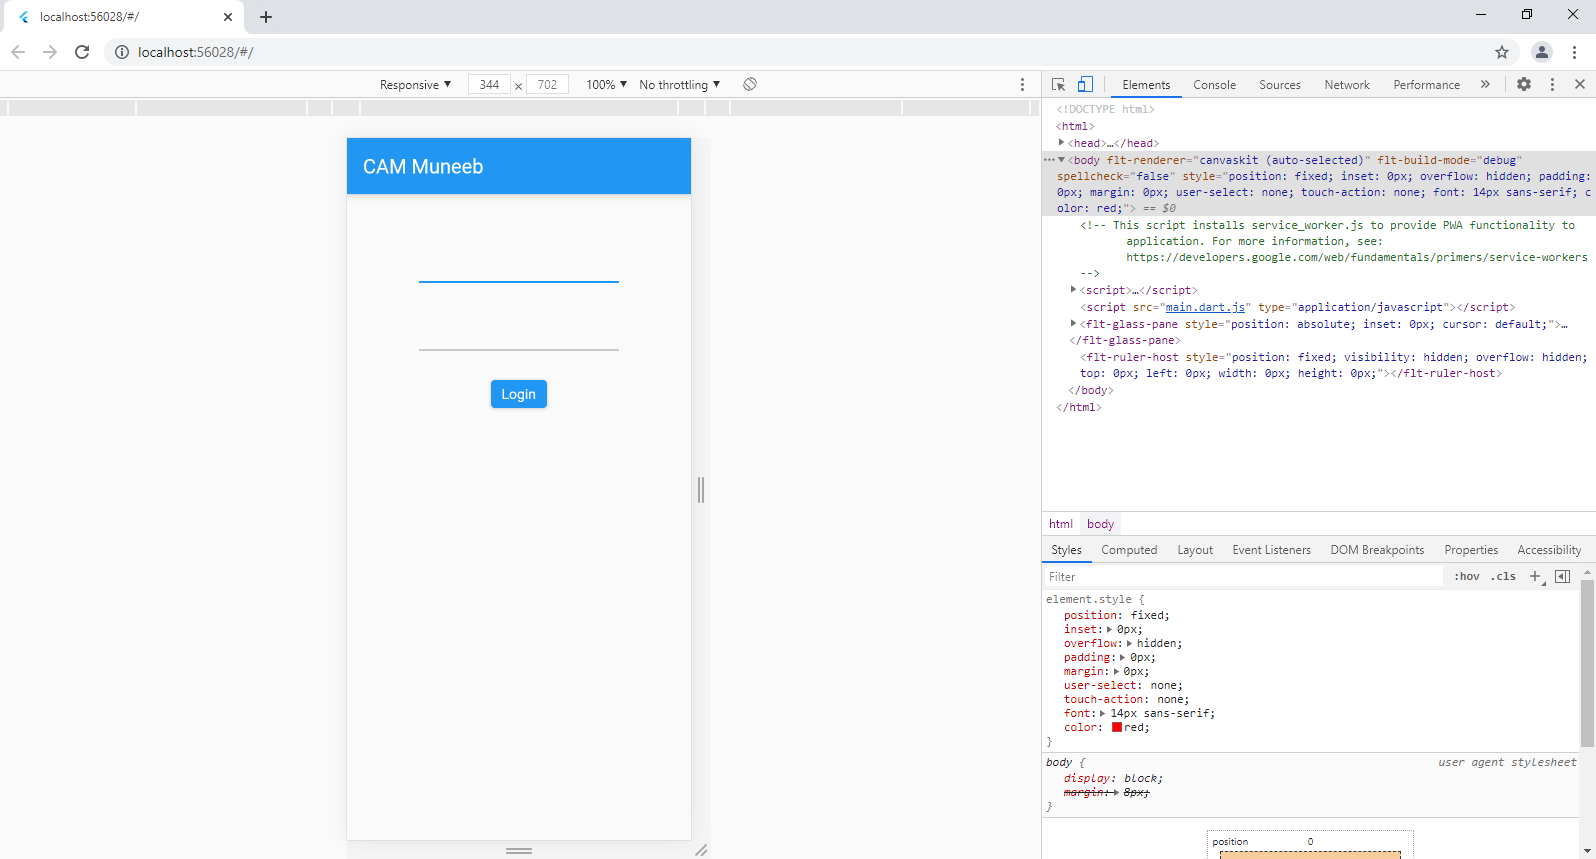 localhost:56028/#/
localhost:56028/#/
Responsive ▼ 344 × 702 100% ▼ No throttling ▼
CAM Muneeb
Login
Elements Console Sources Network Performance »
<!DOCTYPE html>
<html>
▶<head>…</head>
…▼<body flt-renderer="canvaskit (auto-selected)" flt-build-mode="debug"
spellcheck="false" style="position: fixed; inset: 0px; overflow: hidden; padding:
0px; margin: 0px; user-select: none; touch-action: none; font: 14px sans-serif; c
olor: red;"> == $0
<!-- This script installs service_worker.js to provide PWA functionality to
application. For more information, see:
https://developers.google.com/web/fundamentals/primers/service-workers
-->
▶<script>…</script>
<script src="main.dart.js" type="application/javascript"></script>
▶<flt-glass-pane style="position: absolute; inset: 0px; cursor: default;">…
</flt-glass-pane>
<flt-ruler-host style="position: fixed; visibility: hidden; overflow: hidden;
top: 0px; left: 0px; width: 0px; height: 0px;"></flt-ruler-host>
</body>
</html>
html body
Styles Computed Layout Event Listeners DOM Breakpoints Properties Accessibility
Filter :hov .cls +
element.style {
position: fixed;
inset:▶ 0px;
overflow:▶ hidden;
padding:▶ 0px;
margin:▶ 0px;
user-select: none;
touch-action: none;
font:▶ 14px sans-serif;
color: red;
}
body { user agent stylesheet
display: block;
margin:▶ 8px;
}
position 0